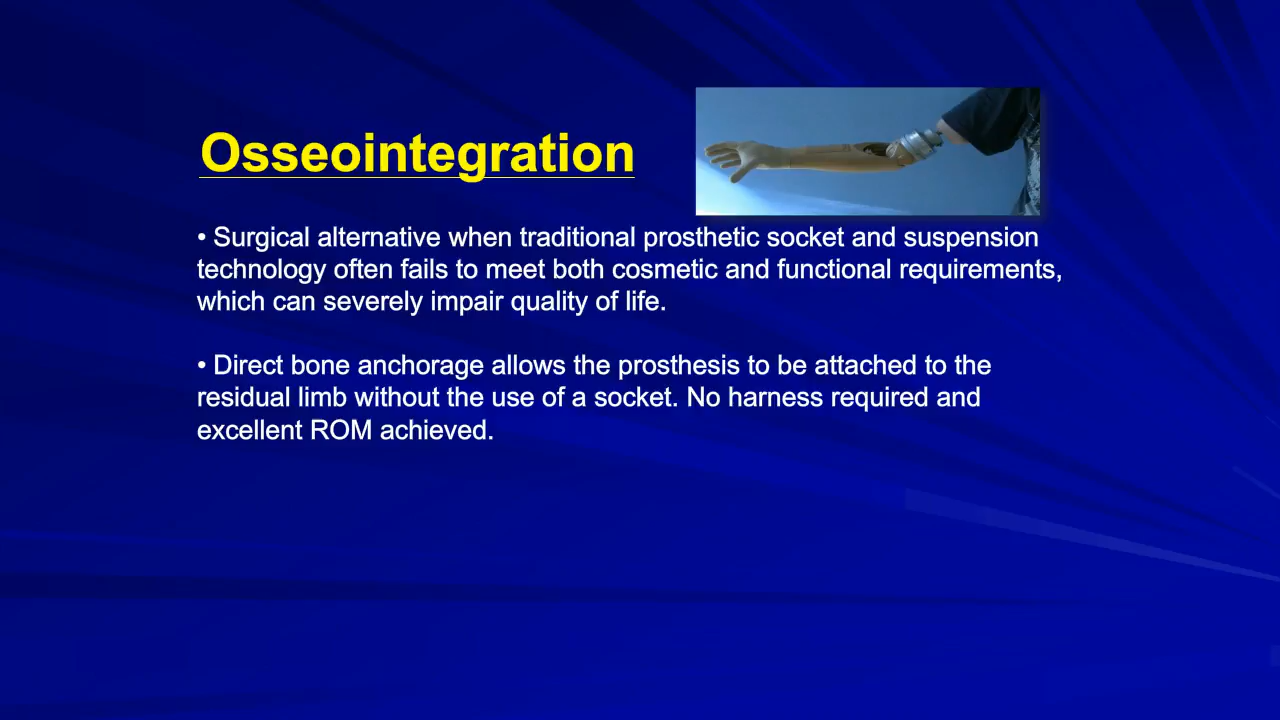 Osseointegration
• Surgical alternative when traditional prosthetic socket and suspension
technology often fails to meet both cosmetic and functional requirements,
which can severely impair quality of life.
• Direct bone anchorage allows the prosthesis to be attached to the
residual limb without the use of a socket. No harness required and
excellent ROM achieved.